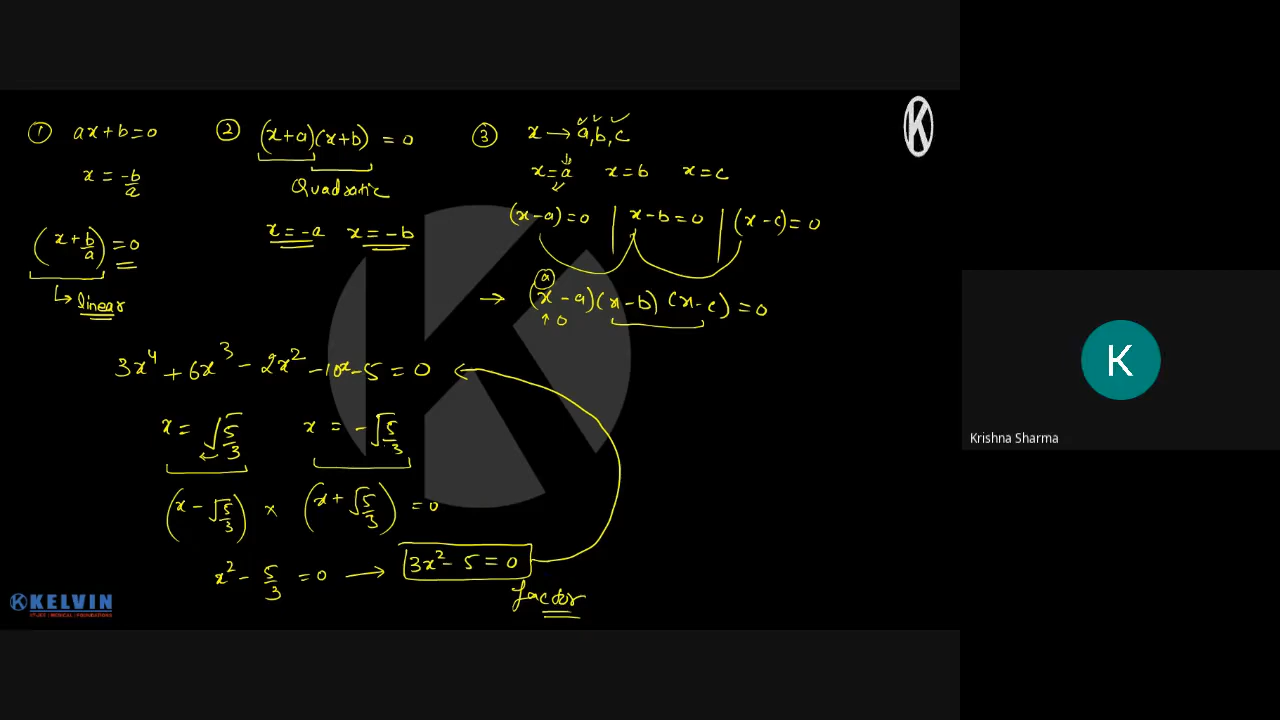 ① ax+b=0
x = -b/a
(x + b/a) = 0
↳ linear
② (x+a)(x+b) = 0
Quadratic
x = -a x = -b
③ x → a, b, c
x = a x = b x = c
(x-a) = 0 | x-b = 0 | (x-c) = 0
a
→ (x-a)(x-b)(x-c) = 0
↑ 0
3x⁴ + 6x³ - 2x² - 10x - 5 = 0
x = √5/3 x = -√5/3
(x - √5/3) × (x + √5/3) = 0
x² - 5/3 = 0 → 3x² - 5 = 0
factor
K
KELVIN
K
Krishna Sharma